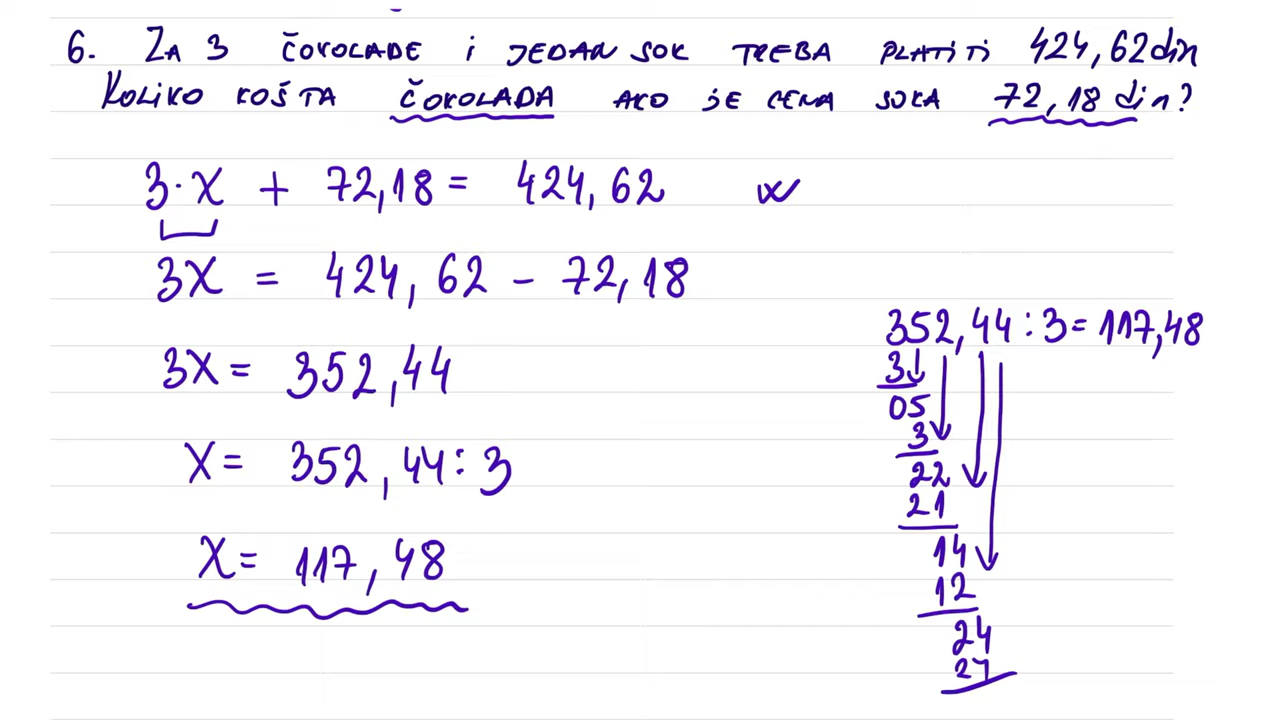 6. ZA 3 ČOKOLADE i JEDAN SOK TREBA PLATITI 424,62 din
KOLIKO KOŠTA ČOKOLADA AKO JE CENA SOKA 72,18 din?
3·x + 72,18 = 424,62
3x = 424,62 - 72,18
3x = 352,44
x = 352,44 : 3
x = 117,48
352,44 : 3 = 117,48
3
05
3
22
21
14
12
24
24